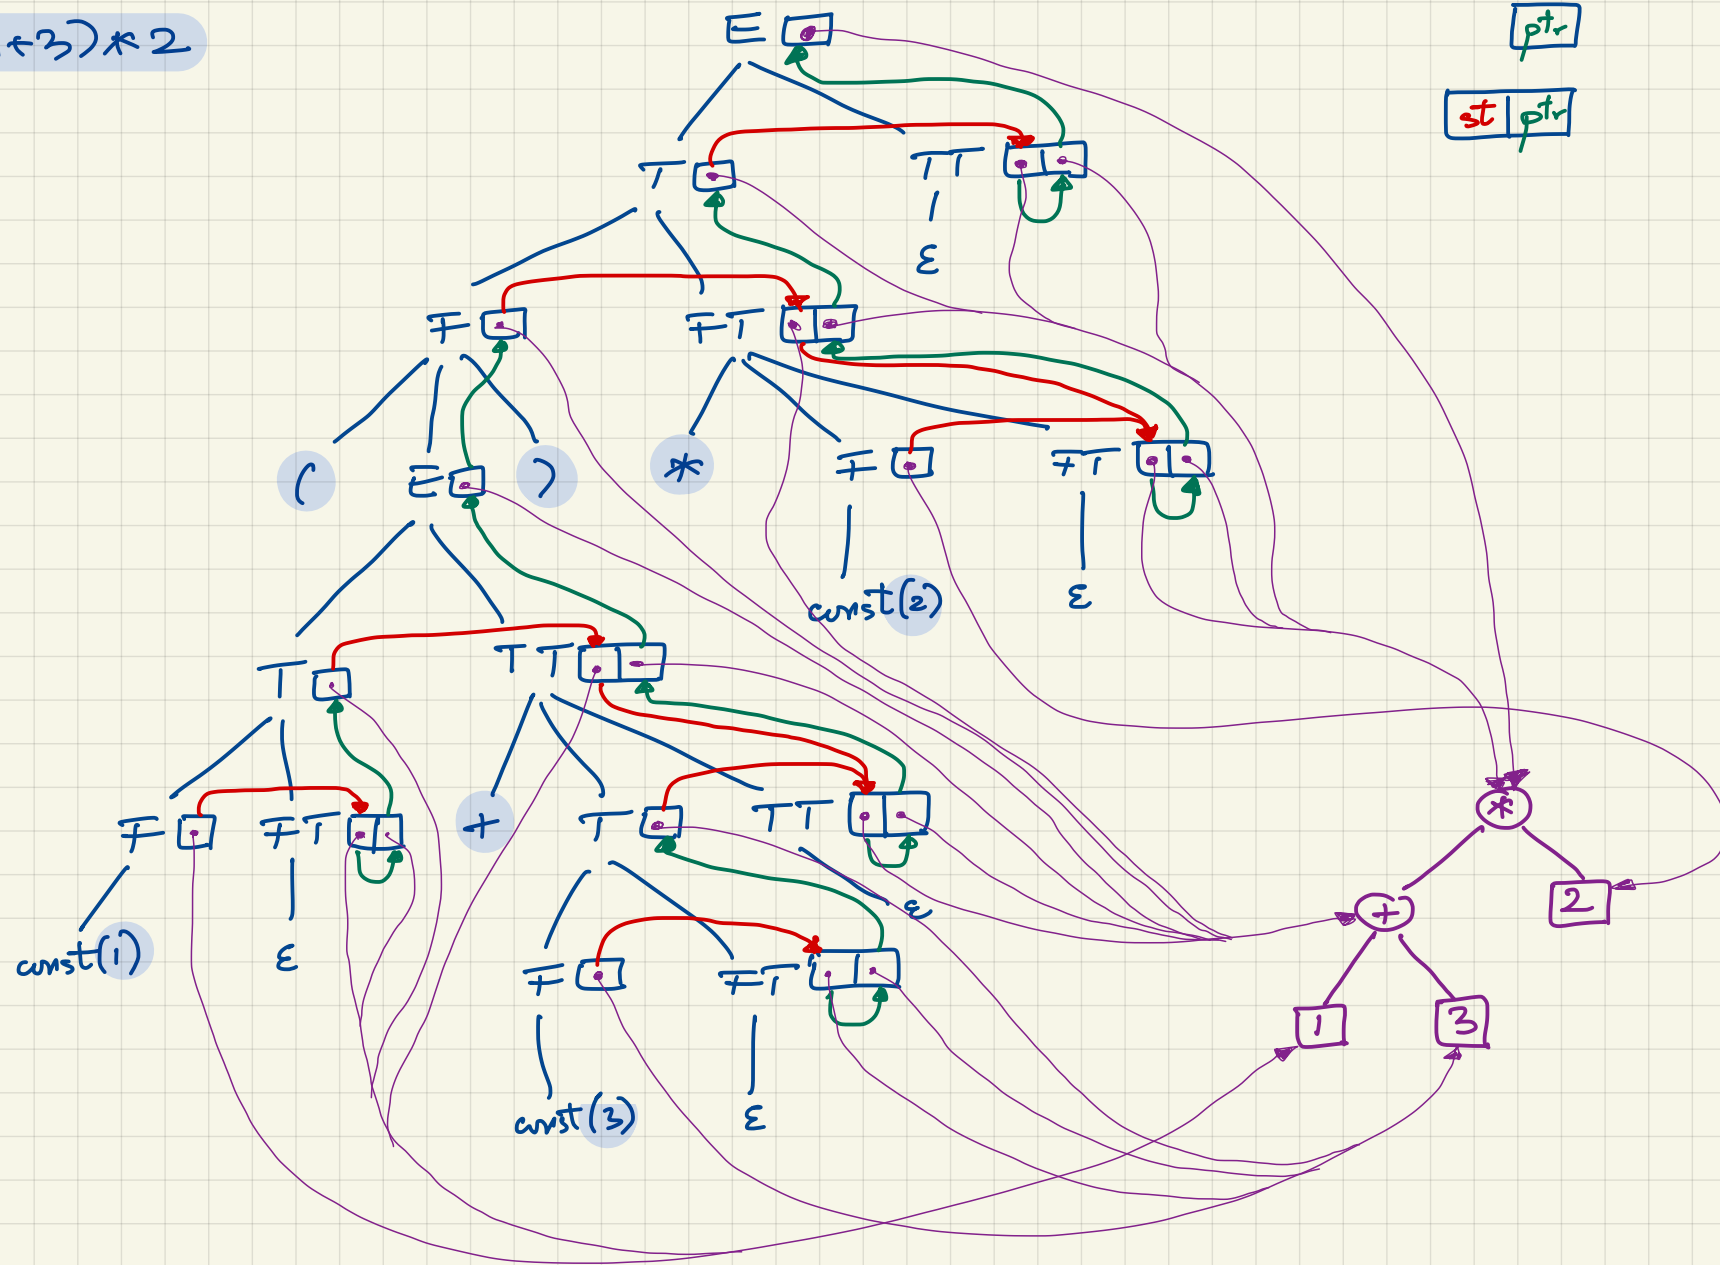 +3)*2
E
ptr
st ptr
T
TT
ε
F
FT
(
E
)
*
F
FT
const(2)
ε
T
TT
F
FT
+
T
TT
ε
const(1)
ε
F
FT
const(3)
ε
*
+
2
1
3